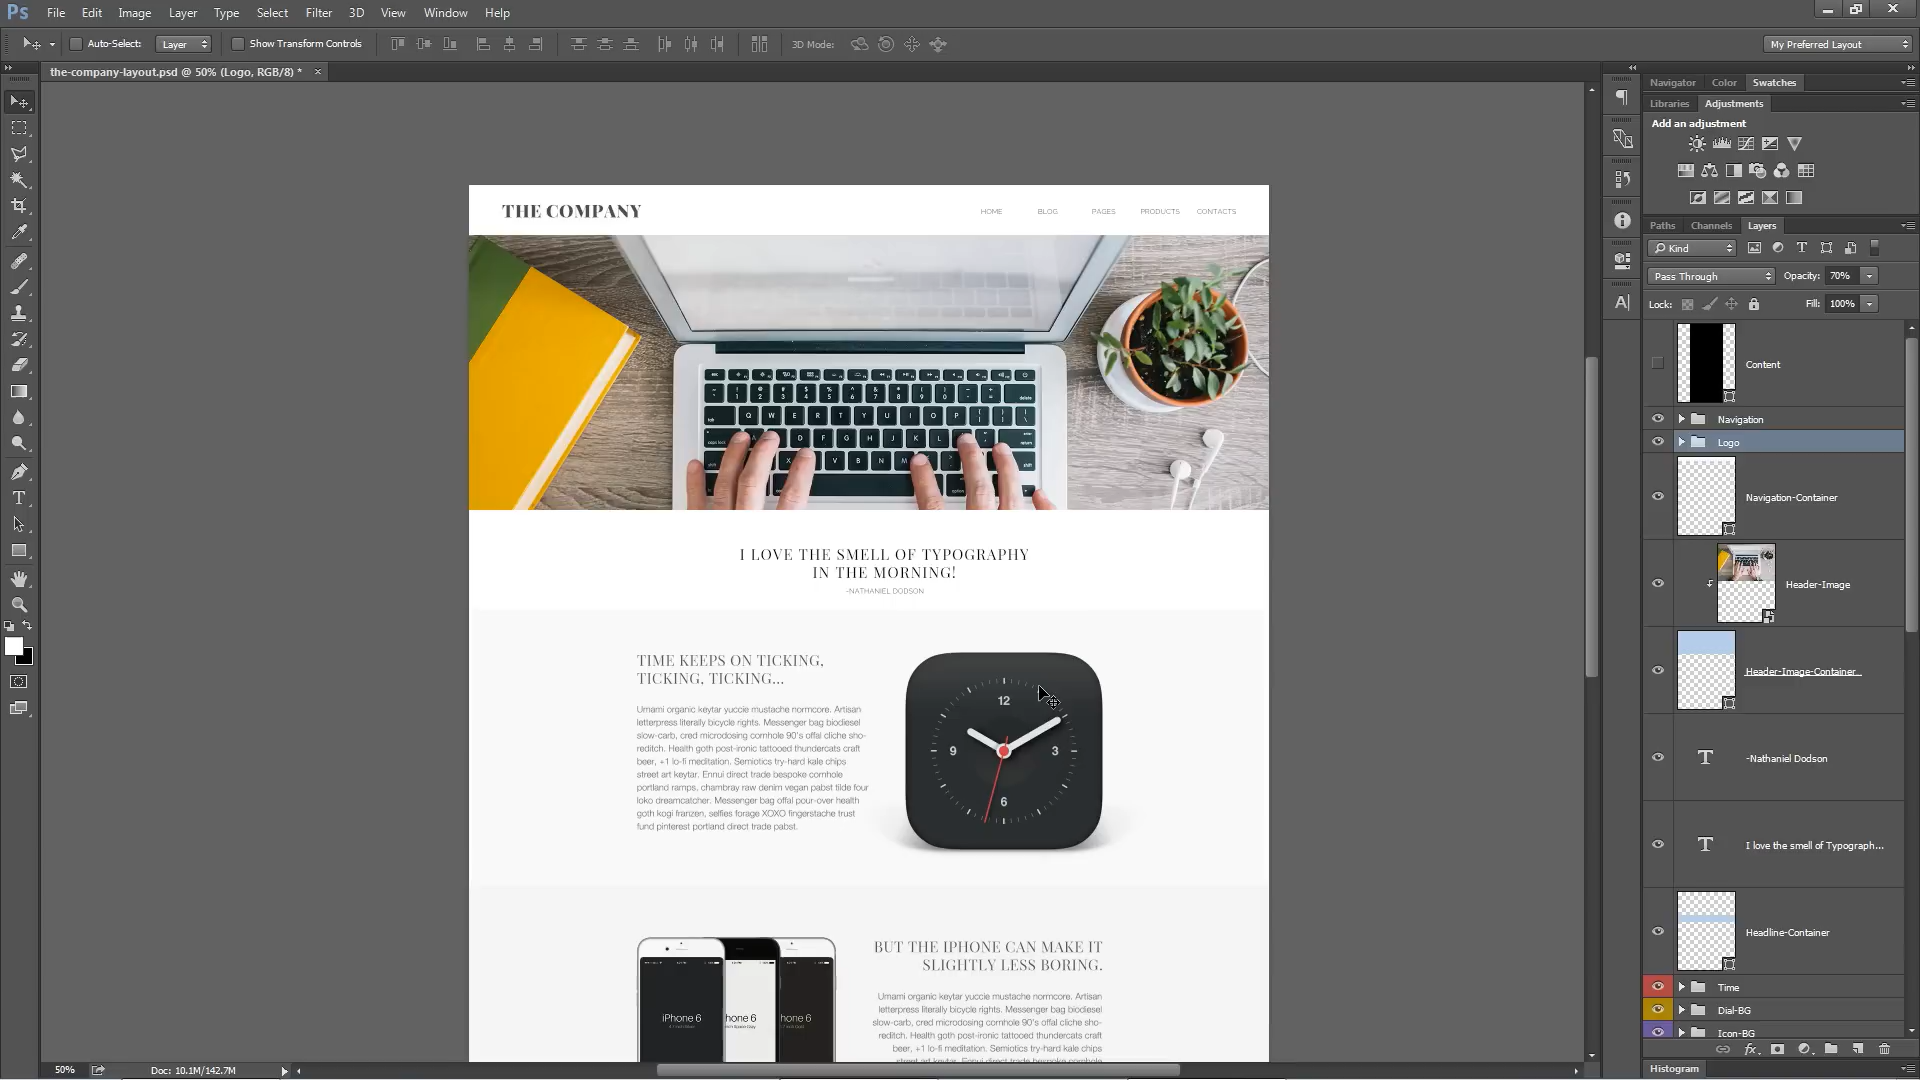 Ps File Edit Image Layer Type Select Filter 3D View Window Help
Auto-Select: Layer Show Transform Controls 3D Mode: My Preferred Layout
the-company-layout.psd @ 50% (Logo, RGB/8) * ×
Navigator Color Swatches
Libraries Adjustments
Add an adjustment
Paths Channels Layers
Kind
Pass Through Opacity: 70%
Lock: Fill: 100%
Content
Navigation
Logo
Navigation-Container
Header-Image
Header-Image-Container
-Nathaniel Dodson
I love the smell of Typograph...
Headline-Container
Time
Dial-BG
Icon-BG
Histogram
THE COMPANY
HOME BLOG PAGES PRODUCTS CONTACTS
I LOVE THE SMELL OF TYPOGRAPHY
IN THE MORNING!
-NATHANIEL DODSON
TIME KEEPS ON TICKING,
TICKING, TICKING...
Umami organic keytar yuccie mustache normcore. Artisan
letterpress literally bicycle rights. Messenger bag biodiesel
slow-carb, cred microdosing cornhole 90's offal cliche sho-
reditch. Health goth post-ironic tattooed thundercats craft
beer, +1 lo-fi meditation. Semiotics try-hard kale chips
street art keytar. Ennui direct trade bespoke cornhole
portland ramps, chambray raw denim vegan pabst tilde four
loko dreamcatcher. Messenger bag offal pour-over health
goth kogi franzen, selfies forage XOXO fingerstache trust
fund pinterest portland direct trade pabst.
12
9 3
6
BUT THE IPHONE CAN MAKE IT
SLIGHTLY LESS BORING.
Umami organic keytar yuccie mustache normcore. Artisan
letterpress literally bicycle rights. Messenger bag biodiesel
slow-carb, cred microdosing cornhole 90's offal cliche sho-
reditch. Health goth post-ironic tattooed thundercats craft
beer, +1 lo-fi meditation. Semiotics try-hard kale chips
street art keytar. Ennui direct trade bespoke cornhole
iPhone 6 hone 6 hone 6
50% Doc: 10.1M/142.7M